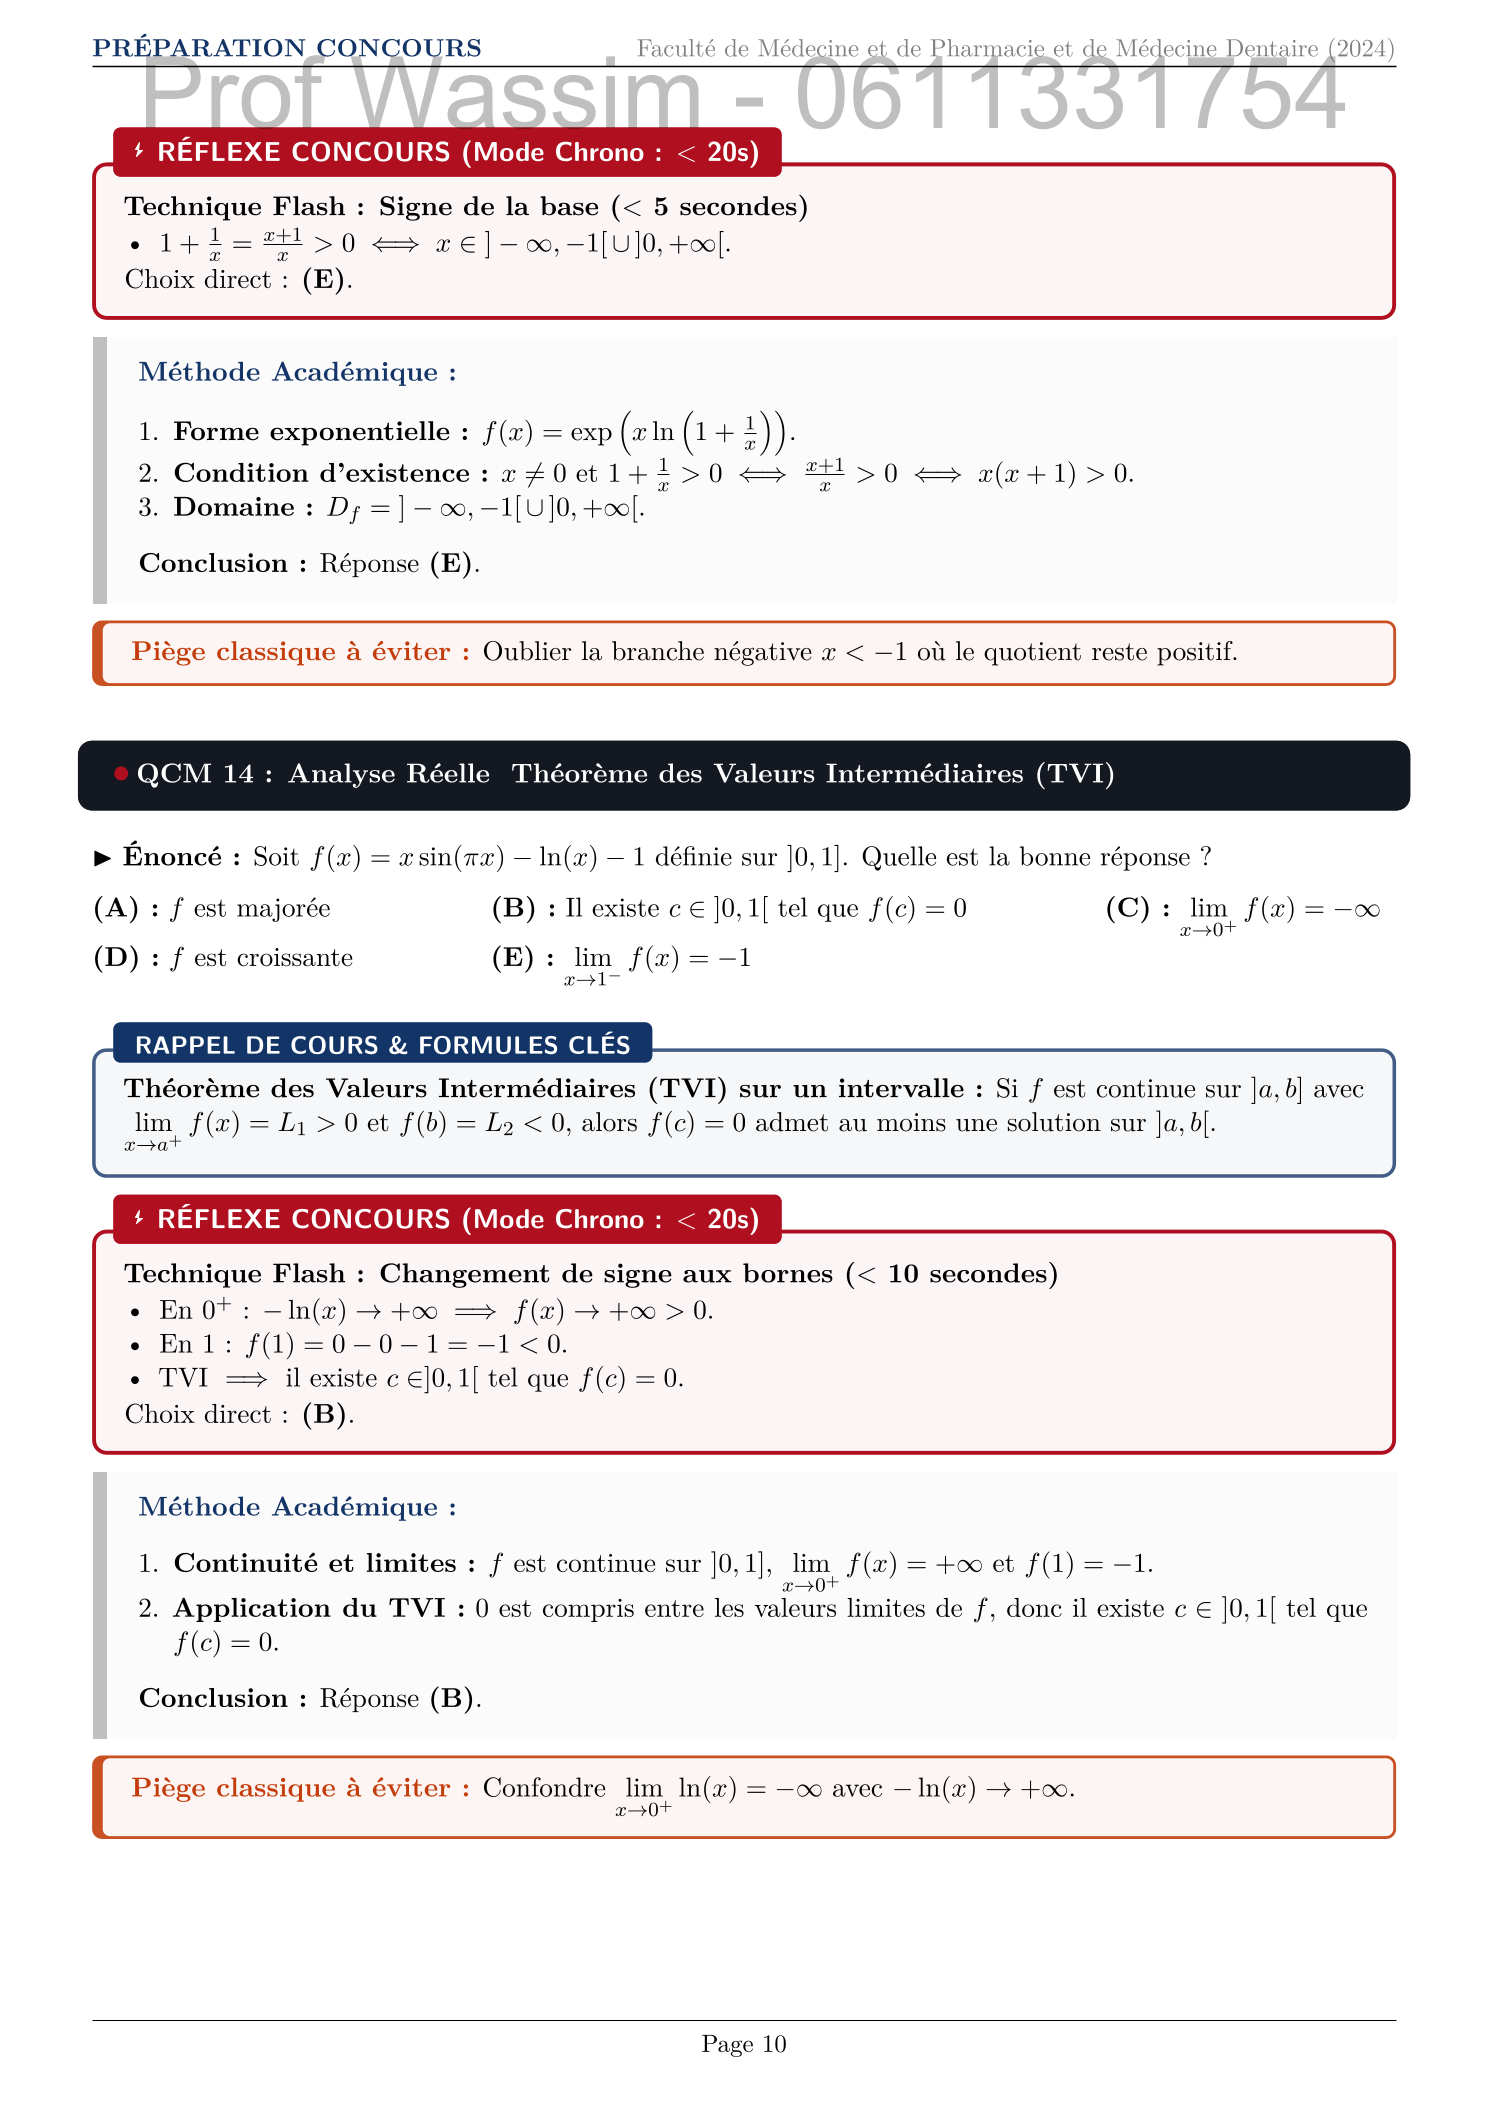 PRÉPARATION CONCOURS Faculté de Médecine et de Pharmacie et de Médecine Dentaire (2024)
Prof Wassim - 0611331754
RÉFLEXE CONCOURS (Mode Chrono : < 20s)
Technique Flash : Signe de la base (< 5 secondes)
• 1 + 1/x = (x+1)/x > 0 ⟺ x ∈ ] − ∞, −1[ ∪ ]0, +∞[.
Choix direct : (E).
Méthode Académique :
1. Forme exponentielle : f(x) = exp (x ln (1 + 1/x)).
2. Condition d'existence : x ≠ 0 et 1 + 1/x > 0 ⟺ (x+1)/x > 0 ⟺ x(x + 1) > 0.
3. Domaine : D_f = ] − ∞, −1[ ∪ ]0, +∞[.
Conclusion : Réponse (E).
Piège classique à éviter : Oublier la branche négative x < −1 où le quotient reste positif.
• QCM 14 : Analyse Réelle Théorème des Valeurs Intermédiaires (TVI)
▶ Énoncé : Soit f(x) = x sin(πx) − ln(x) − 1 définie sur ]0, 1]. Quelle est la bonne réponse ?
(A) : f est majorée (B) : Il existe c ∈ ]0, 1[ tel que f(c) = 0 (C) : lim x→0⁺ f(x) = −∞
(D) : f est croissante (E) : lim x→1⁻ f(x) = −1
RAPPEL DE COURS & FORMULES CLÉS
Théorème des Valeurs Intermédiaires (TVI) sur un intervalle : Si f est continue sur ]a, b] avec
lim x→a⁺ f(x) = L₁ > 0 et f(b) = L₂ < 0, alors f(c) = 0 admet au moins une solution sur ]a, b[.
RÉFLEXE CONCOURS (Mode Chrono : < 20s)
Technique Flash : Changement de signe aux bornes (< 10 secondes)
• En 0⁺ : − ln(x) → +∞ ⟹ f(x) → +∞ > 0.
• En 1 : f(1) = 0 − 0 − 1 = −1 < 0.
• TVI ⟹ il existe c ∈]0, 1[ tel que f(c) = 0.
Choix direct : (B).
Méthode Académique :
1. Continuité et limites : f est continue sur ]0, 1], lim x→0⁺ f(x) = +∞ et f(1) = −1.
2. Application du TVI : 0 est compris entre les valeurs limites de f, donc il existe c ∈ ]0, 1[ tel que
f(c) = 0.
Conclusion : Réponse (B).
Piège classique à éviter : Confondre lim x→0⁺ ln(x) = −∞ avec − ln(x) → +∞.
Page 10